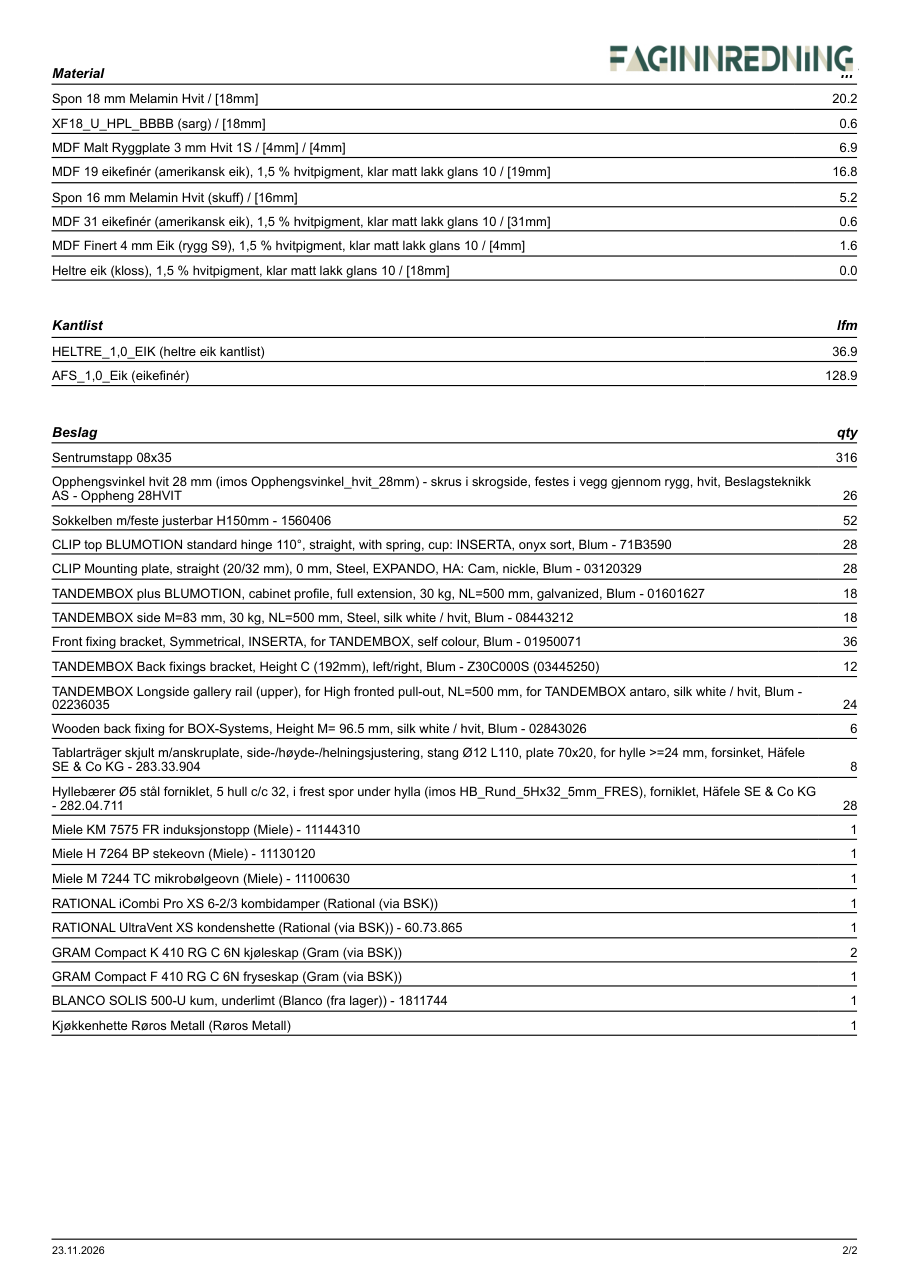 FAGINNREDNiNG
Material
Spon 18 mm Melamin Hvit / [18mm] 20.2
XF18_U_HPL_BBBB (sarg) / [18mm] 0.6
MDF Malt Ryggplate 3 mm Hvit 1S / [4mm] / [4mm] 6.9
MDF 19 eikefinér (amerikansk eik), 1,5 % hvitpigment, klar matt lakk glans 10 / [19mm] 16.8
Spon 16 mm Melamin Hvit (skuff) / [16mm] 5.2
MDF 31 eikefinér (amerikansk eik), 1,5 % hvitpigment, klar matt lakk glans 10 / [31mm] 0.6
MDF Finert 4 mm Eik (rygg S9), 1,5 % hvitpigment, klar matt lakk glans 10 / [4mm] 1.6
Heltre eik (kloss), 1,5 % hvitpigment, klar matt lakk glans 10 / [18mm] 0.0
Kantlist lfm
HELTRE_1,0_EIK (heltre eik kantlist) 36.9
AFS_1,0_Eik (eikefinér) 128.9
Beslag qty
Sentrumstapp 08x35 316
Opphengsvinkel hvit 28 mm (imos Opphengsvinkel_hvit_28mm) - skrus i skrogside, festes i vegg gjennom rygg, hvit, Beslagsteknikk
AS - Oppheng 28HVIT 26
Sokkelben m/feste justerbar H150mm - 1560406 52
CLIP top BLUMOTION standard hinge 110°, straight, with spring, cup: INSERTA, onyx sort, Blum - 71B3590 28
CLIP Mounting plate, straight (20/32 mm), 0 mm, Steel, EXPANDO, HA: Cam, nickle, Blum - 03120329 28
TANDEMBOX plus BLUMOTION, cabinet profile, full extension, 30 kg, NL=500 mm, galvanized, Blum - 01601627 18
TANDEMBOX side M=83 mm, 30 kg, NL=500 mm, Steel, silk white / hvit, Blum - 08443212 18
Front fixing bracket, Symmetrical, INSERTA, for TANDEMBOX, self colour, Blum - 01950071 36
TANDEMBOX Back fixings bracket, Height C (192mm), left/right, Blum - Z30C000S (03445250) 12
TANDEMBOX Longside gallery rail (upper), for High fronted pull-out, NL=500 mm, for TANDEMBOX antaro, silk white / hvit, Blum -
02236035 24
Wooden back fixing for BOX-Systems, Height M= 96.5 mm, silk white / hvit, Blum - 02843026 6
Tablarträger skjult m/anskruplate, side-/høyde-/helningsjustering, stang Ø12 L110, plate 70x20, for hylle >=24 mm, forsinket, Häfele
SE & Co KG - 283.33.904 8
Hyllebærer Ø5 stål forniklet, 5 hull c/c 32, i frest spor under hylla (imos HB_Rund_5Hx32_5mm_FRES), forniklet, Häfele SE & Co KG
- 282.04.711 28
Miele KM 7575 FR induksjonstopp (Miele) - 11144310 1
Miele H 7264 BP stekeovn (Miele) - 11130120 1
Miele M 7244 TC mikrobølgeovn (Miele) - 11100630 1
RATIONAL iCombi Pro XS 6-2/3 kombidamper (Rational (via BSK)) 1
RATIONAL UltraVent XS kondenshette (Rational (via BSK)) - 60.73.865 1
GRAM Compact K 410 RG C 6N kjøleskap (Gram (via BSK)) 2
GRAM Compact F 410 RG C 6N fryseskap (Gram (via BSK)) 1
BLANCO SOLIS 500-U kum, underlimt (Blanco (fra lager)) - 1811744 1
Kjøkkenhette Røros Metall (Røros Metall) 1
23.11.2026 2/2